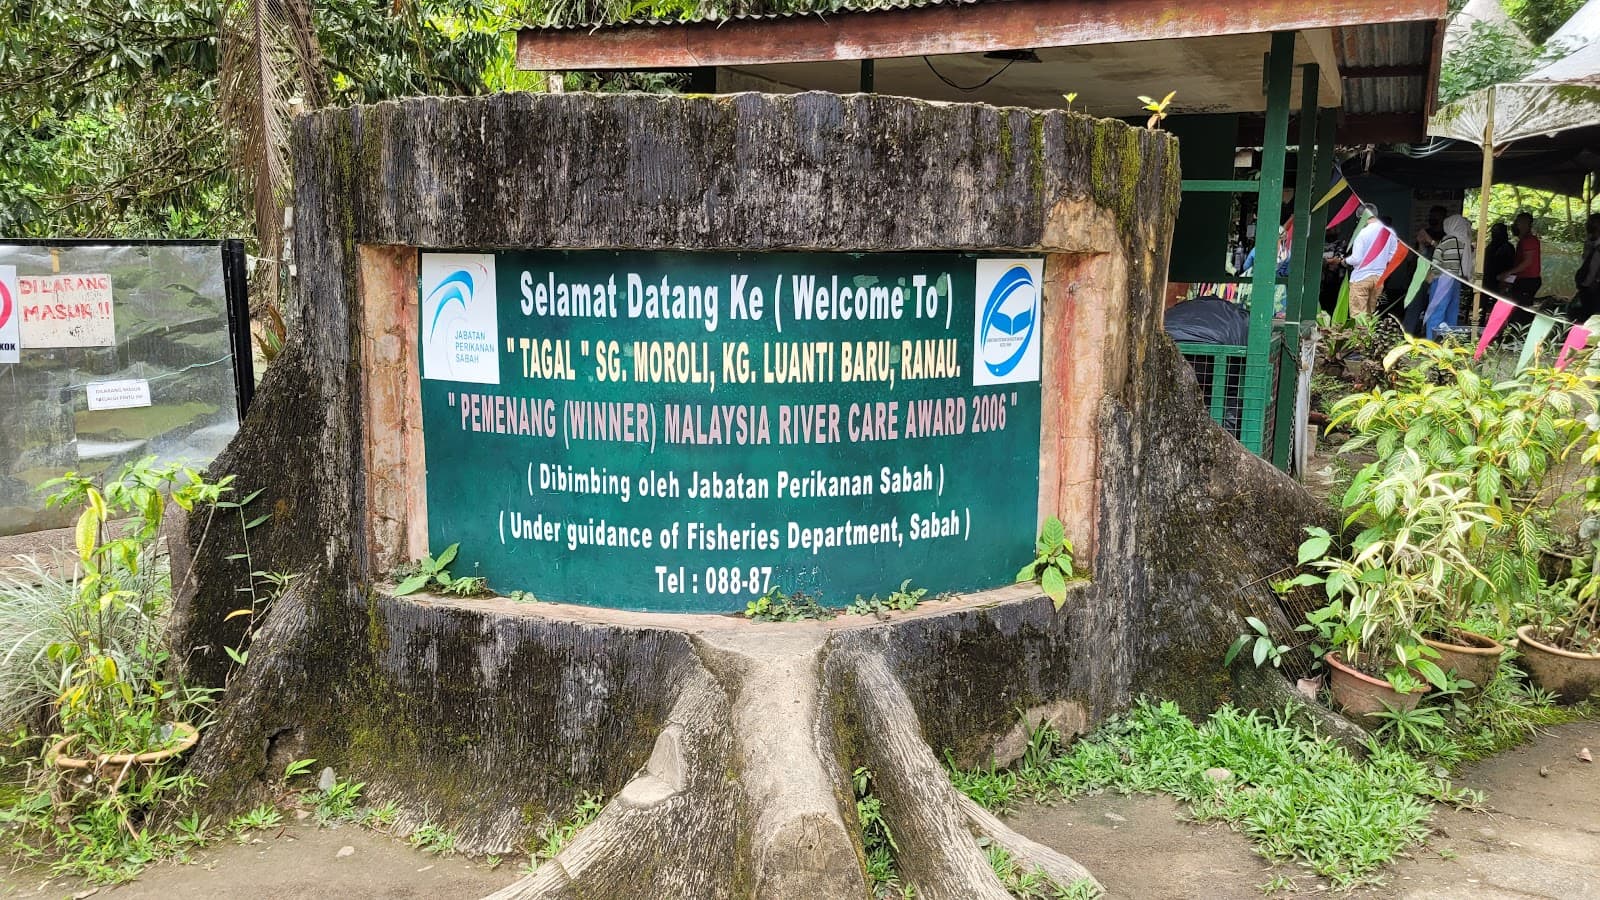 DILARANG
MASUK !!
KOK
JABATAN
PERIKANAN
SABAH
Selamat Datang Ke ( Welcome To )
" TAGAL " SG. MOROLI, KG. LUANTI BARU, RANAU.
" PEMENANG (WINNER) MALAYSIA RIVER CARE AWARD 2006 "
( Dibimbing oleh Jabatan Perikanan Sabah )
( Under guidance of Fisheries Department, Sabah )
Tel : 088-87